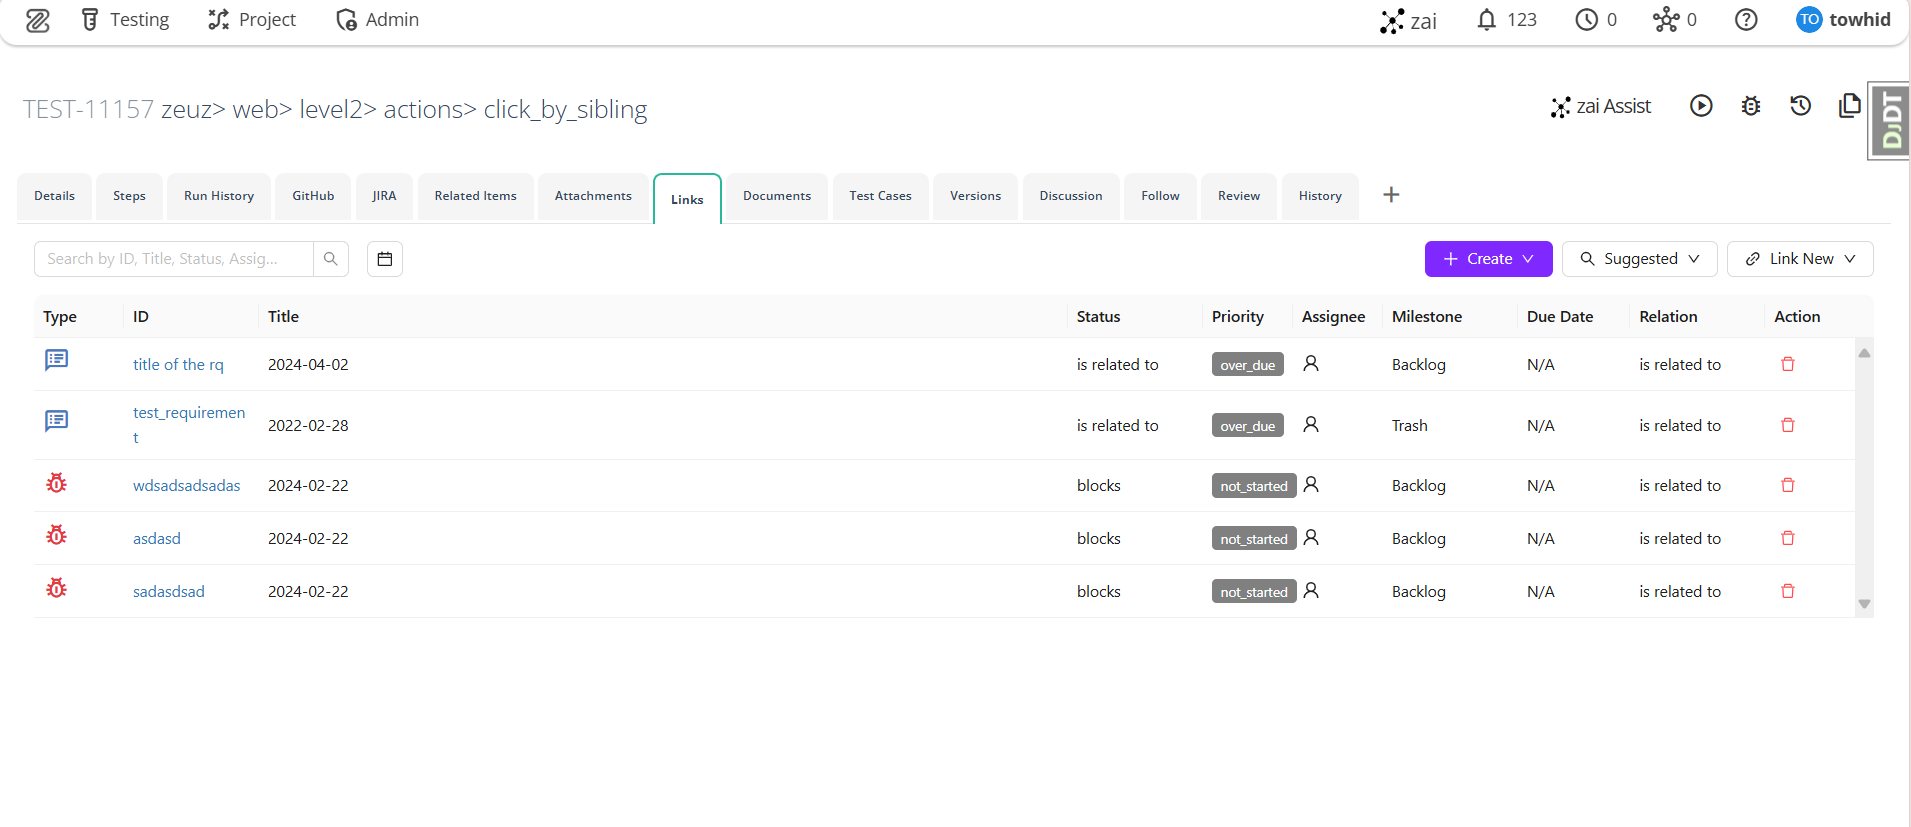 Testing Project Admin zai 123 0 0 TO towhid
TEST-11157 zeuz> web> level2> actions> click_by_sibling zai Assist
DJDT
Details Steps Run History GitHub JIRA Related Items Attachments Links Documents Test Cases Versions Discussion Follow Review History
Search by ID, Title, Status, Assig... Create Suggested Link New
Type ID Title Status Priority Assignee Milestone Due Date Relation Action
title of the rq 2024-04-02 is related to over_due Backlog N/A is related to
test_requiremen
t 2022-02-28 is related to over_due Trash N/A is related to
wdsadsadsadas 2024-02-22 blocks not_started Backlog N/A is related to
asdasd 2024-02-22 blocks not_started Backlog N/A is related to
sadasdsad 2024-02-22 blocks not_started Backlog N/A is related to